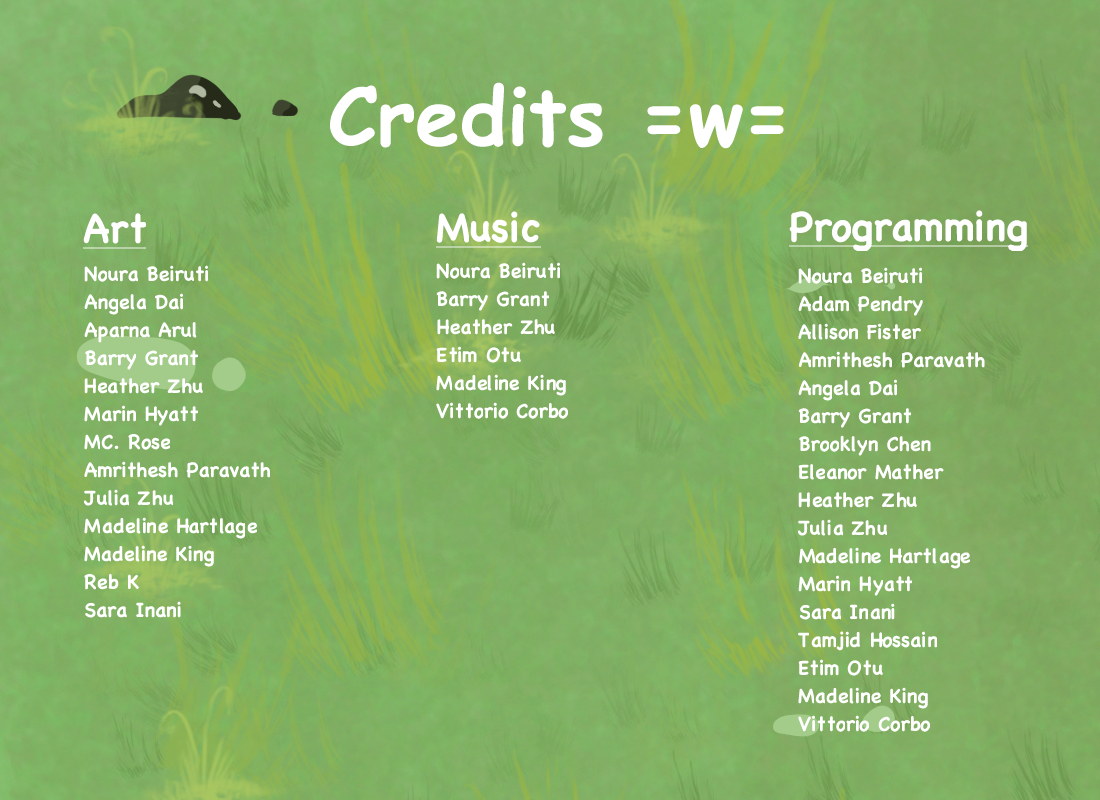 Credits =w=
Art
Noura Beiruti
Angela Dai
Aparna Arul
Barry Grant
Heather Zhu
Marin Hyatt
MC. Rose
Amrithesh Paravath
Julia Zhu
Madeline Hartlage
Madeline King
Reb K
Sara Inani
Music
Noura Beiruti
Barry Grant
Heather Zhu
Etim Otu
Madeline King
Vittorio Corbo
Programming
Noura Beiruti
Adam Pendry
Allison Fister
Amrithesh Paravath
Angela Dai
Barry Grant
Brooklyn Chen
Eleanor Mather
Heather Zhu
Julia Zhu
Madeline Hartlage
Marin Hyatt
Sara Inani
Tamjid Hossain
Etim Otu
Madeline King
Vittorio Corbo